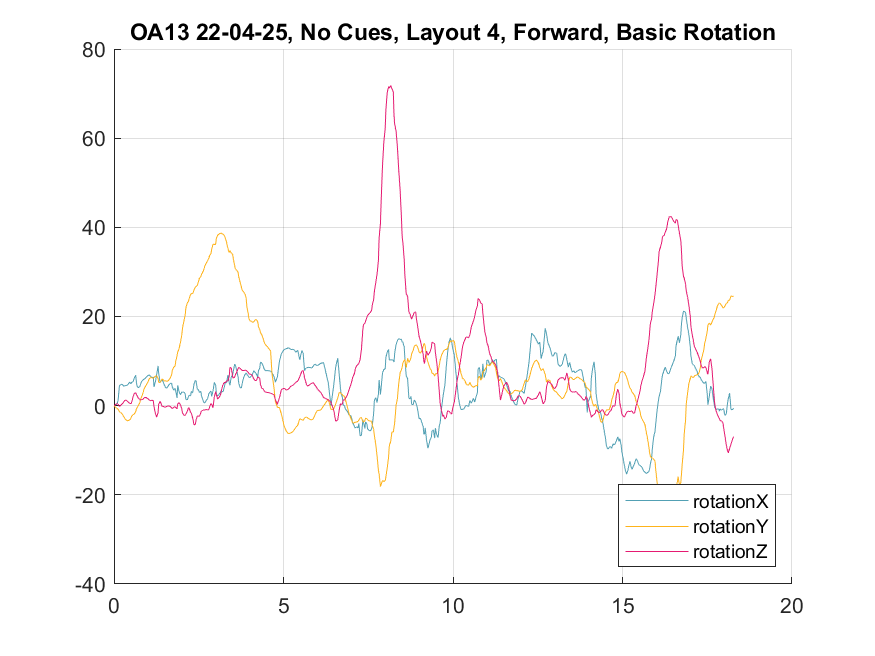 OA13 22-04-25, No Cues, Layout 4, Forward, Basic Rotation
80
60
40
20
0
-20
-40
0 5 10 15 20
rotationX
rotationY
rotationZ